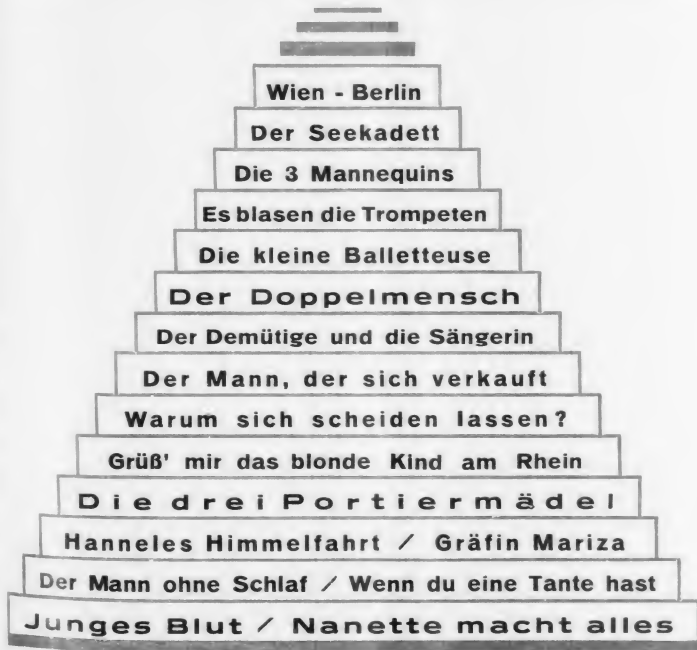 Wien - Berlin
Der Seekadett
Die 3 Mannequins
Es blasen die Trompeten
Die kleine Balletteuse
Der Doppelmensch
Der Demütige und die Sängerin
Der Mann, der sich verkauft
Warum sich scheiden lassen?
Grüß' mir das blonde Kind am Rhein
Die drei Portiermädel
Hanneles Himmelfahrt / Gräfin Mariza
Der Mann ohne Schlaf / Wenn du eine Tante hast
Junges Blut / Nanette macht alles